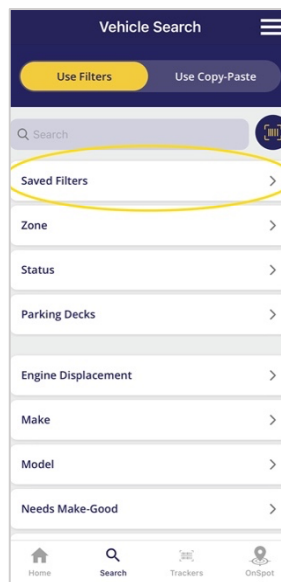 Vehicle Search
Use Filters
Use Copy-Paste
Search
Saved Filters
Zone
Status
Parking Decks
Engine Displacement
Make
Model
Needs Make-Good
Home
Search
Trackers
OnSpot